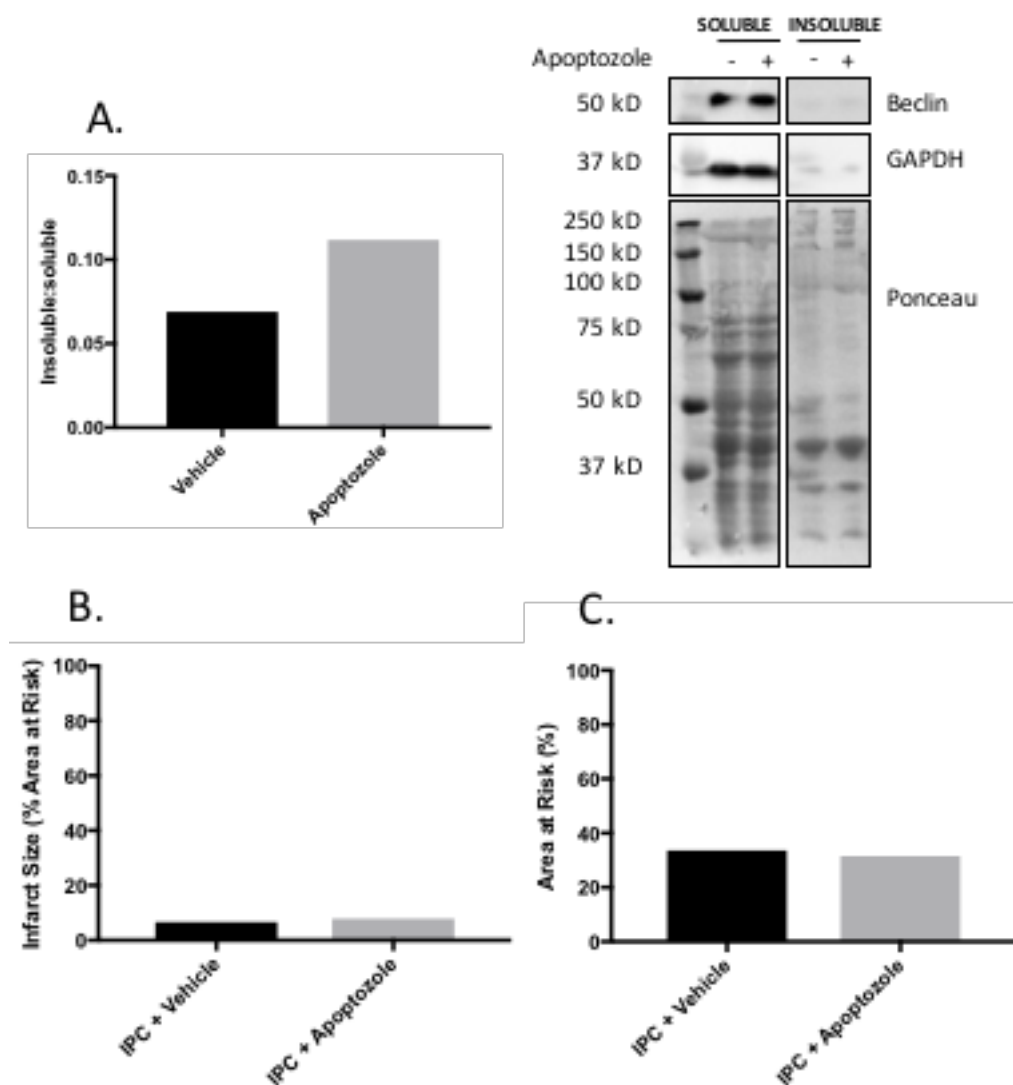 A.
0.15
0.10
0.05
0.00
Insoluble:soluble
Vehicle
Apoptozole
SOLUBLE INSOLUBLE
Apoptozole - + - +
50 kD Beclin
37 kD GAPDH
250 kD
150 kD
100 kD
Ponceau
75 kD
50 kD
37 kD
B.
100
80
60
40
20
0
Infarct Size (% Area at Risk)
IPC + Vehicle
IPC + Apoptozole
C.
100
80
60
40
20
0
Area at Risk (%)
IPC + Vehicle
IPC + Apoptozole